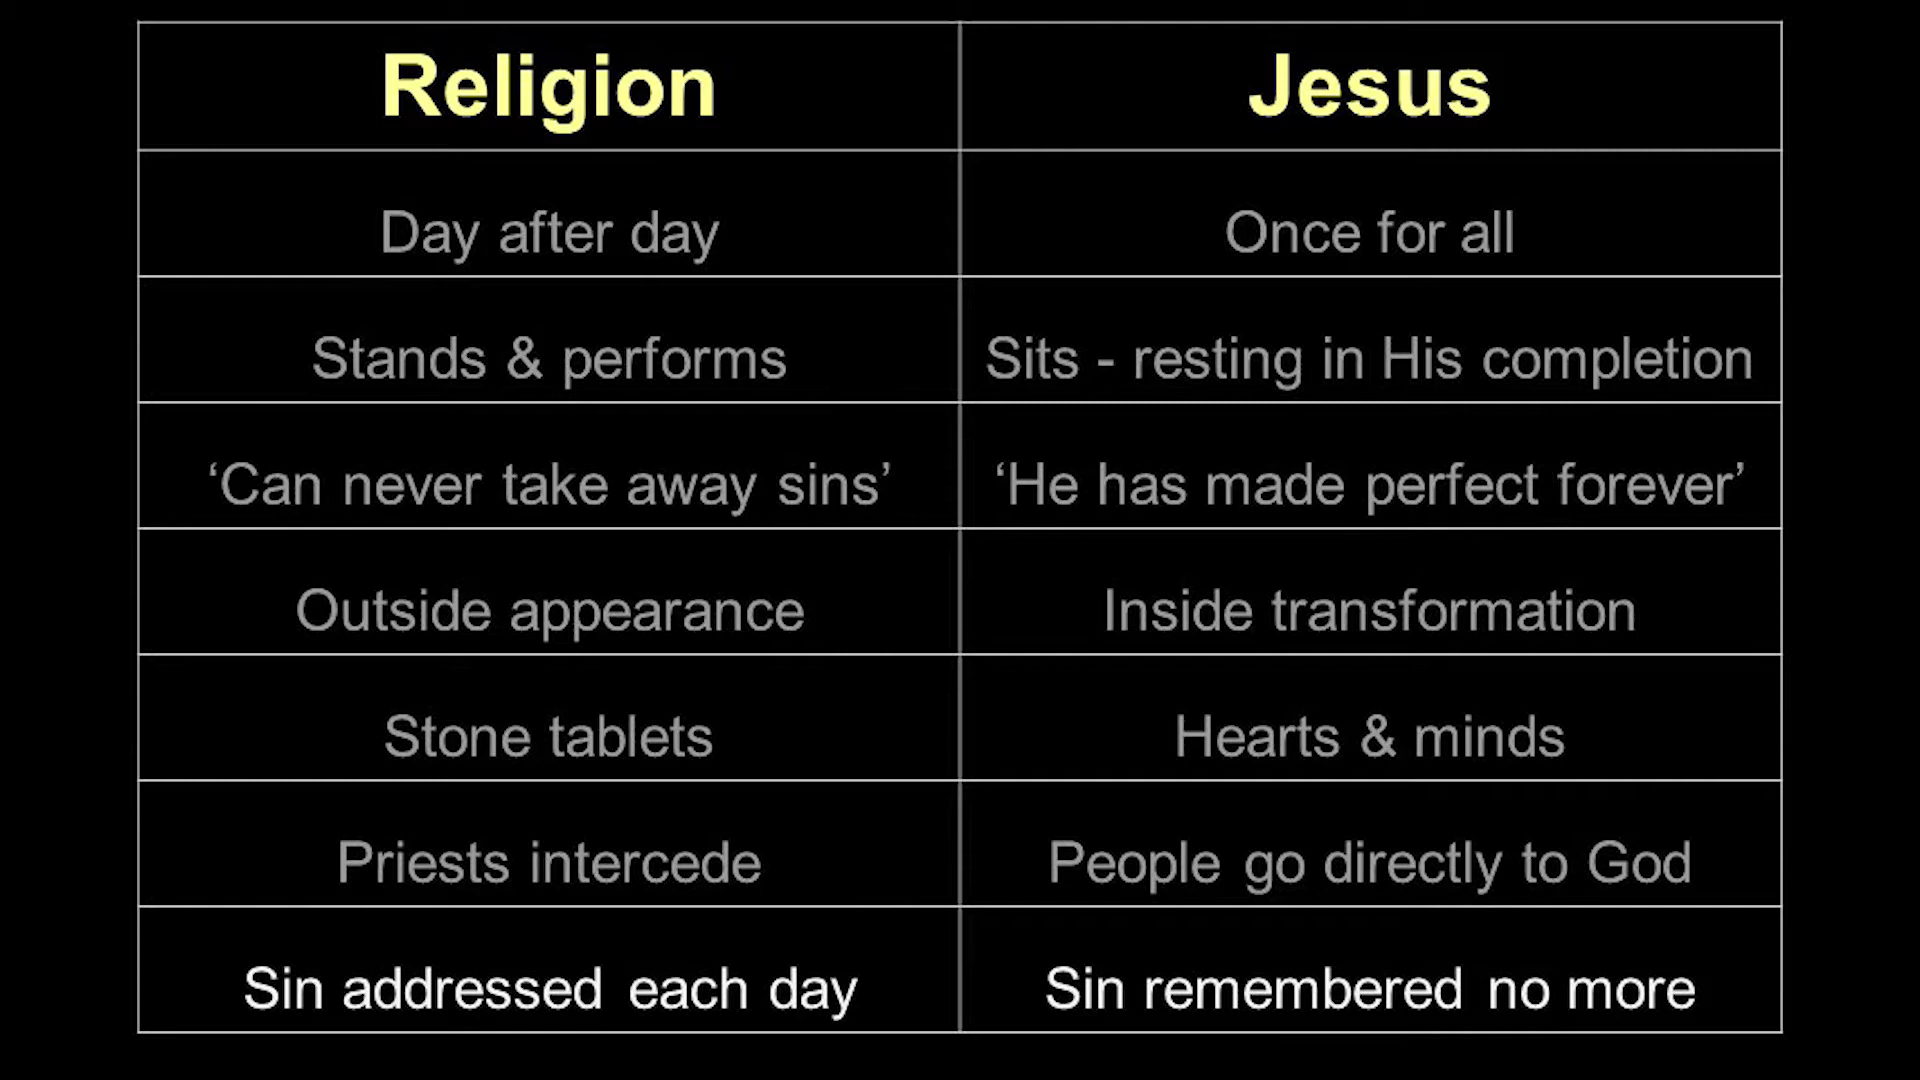 Religion Jesus
Day after day Once for all
Stands & performs Sits - resting in His completion
‘Can never take away sins’ ‘He has made perfect forever’
Outside appearance Inside transformation
Stone tablets Hearts & minds
Priests intercede People go directly to God
Sin addressed each day Sin remembered no more